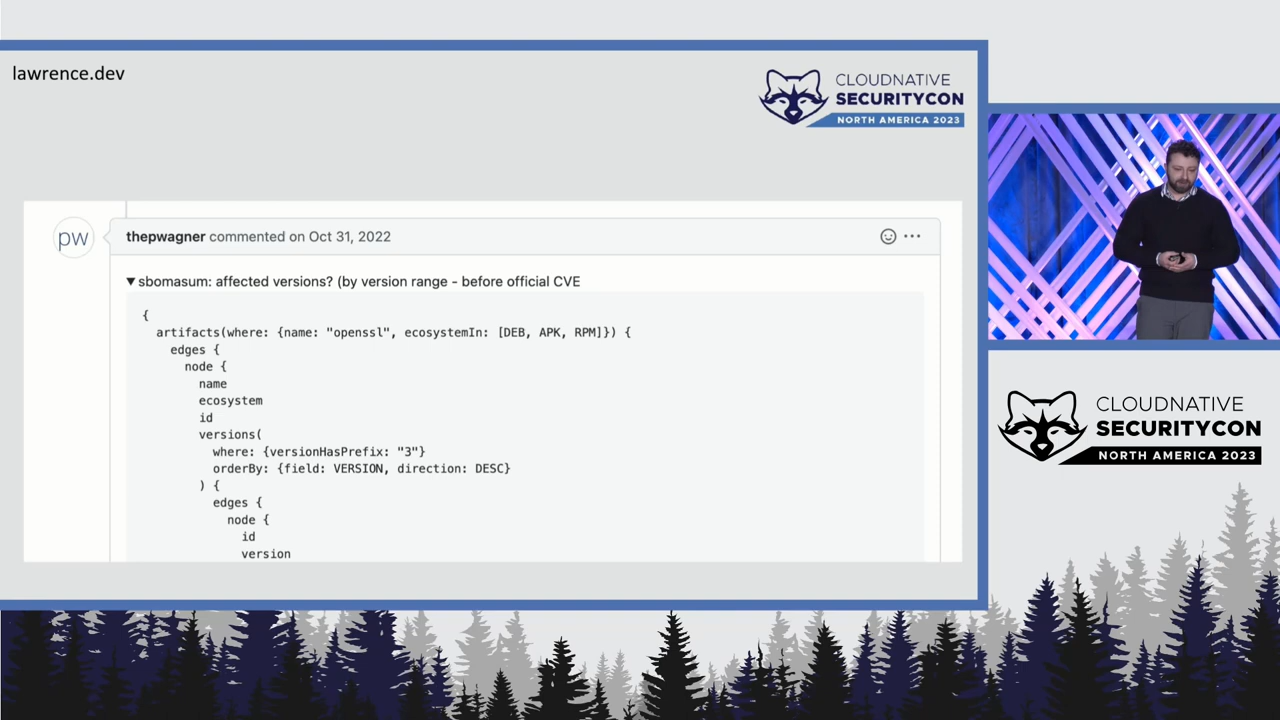 lawrence.dev
CLOUDNATIVE
SECURITYCON
NORTH AMERICA 2023
pw
thepwagner commented on Oct 31, 2022
▼ sbomasum: affected versions? (by version range - before official CVE
{
  artifacts(where: {name: "openssl", ecosystemIn: [DEB, APK, RPM]}) {
    edges {
      node {
        name
        ecosystem
        id
        versions(
          where: {versionHasPrefix: "3"}
          orderBy: {field: VERSION, direction: DESC}
        ) {
          edges {
            node {
              id
              version
CLOUDNATIVE
SECURITYCON
NORTH AMERICA 2023